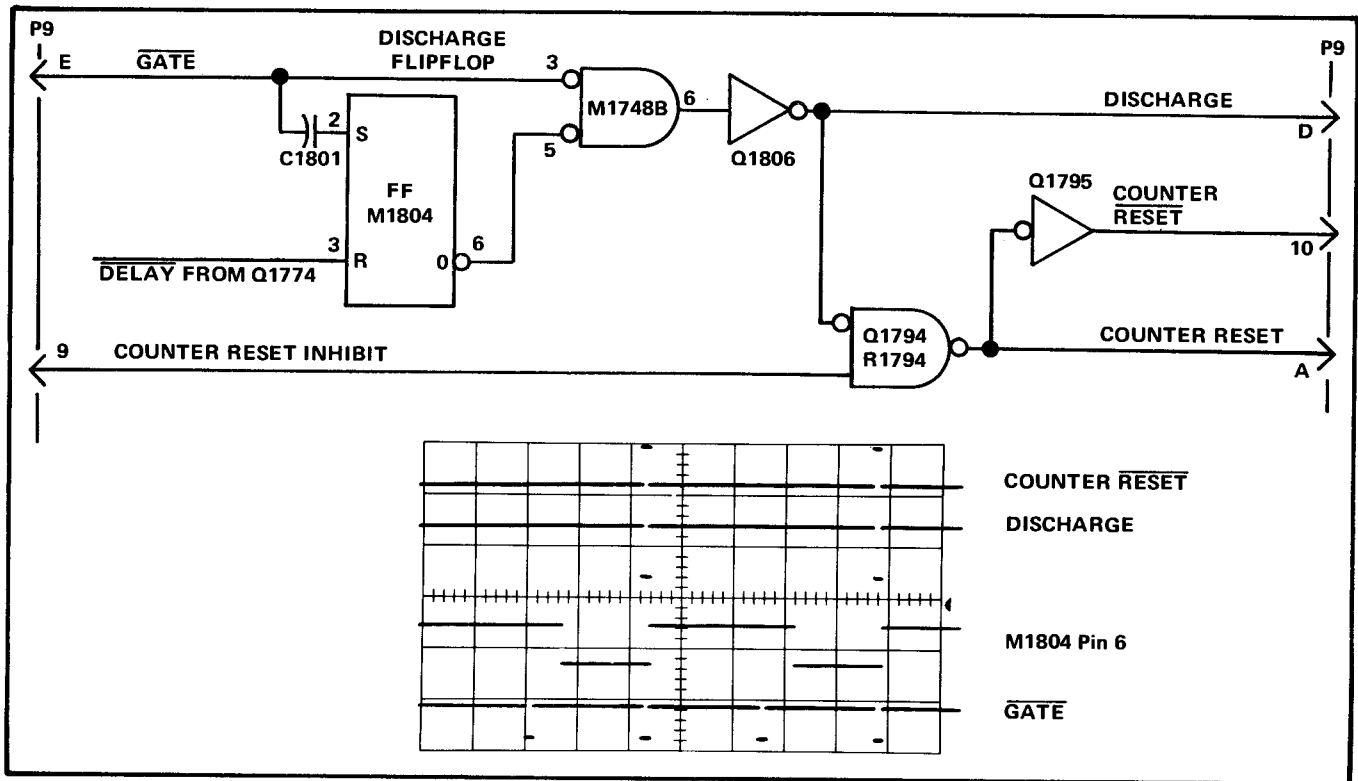 P9
E
GATE
DISCHARGE
FLIPFLOP
3
M1748B
6
P9
DISCHARGE
D
2
S
C1801
5
Q1806
FF
M1804
Q1795
COUNTER
RESET
10
3
R
6
0
DELAY FROM Q1774
9
COUNTER RESET INHIBIT
Q1794
R1794
COUNTER RESET
A
COUNTER RESET
DISCHARGE
M1804 Pin 6
GATE